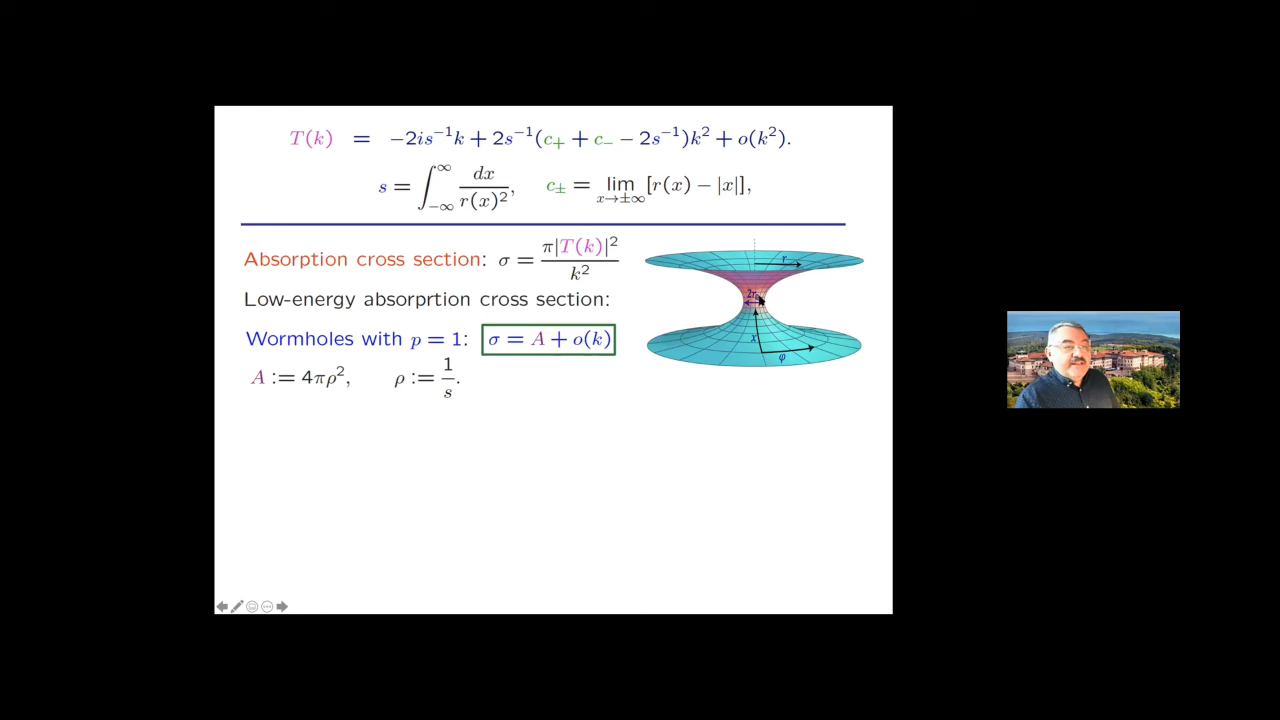 T(k) = −2is⁻¹k + 2s⁻¹(c₊ + c₋ − 2s⁻¹)k² + o(k²).
s = ∫_{−∞}^{∞} dx / r(x)², c± = lim_{x→±∞} [r(x) − |x|],
Absorption cross section: σ = π|T(k)|² / k²
Low-energy absorprtion cross section:
Wormholes with p = 1: σ = A + o(k)
A := 4πρ², ρ := 1/s.
r
x
φ